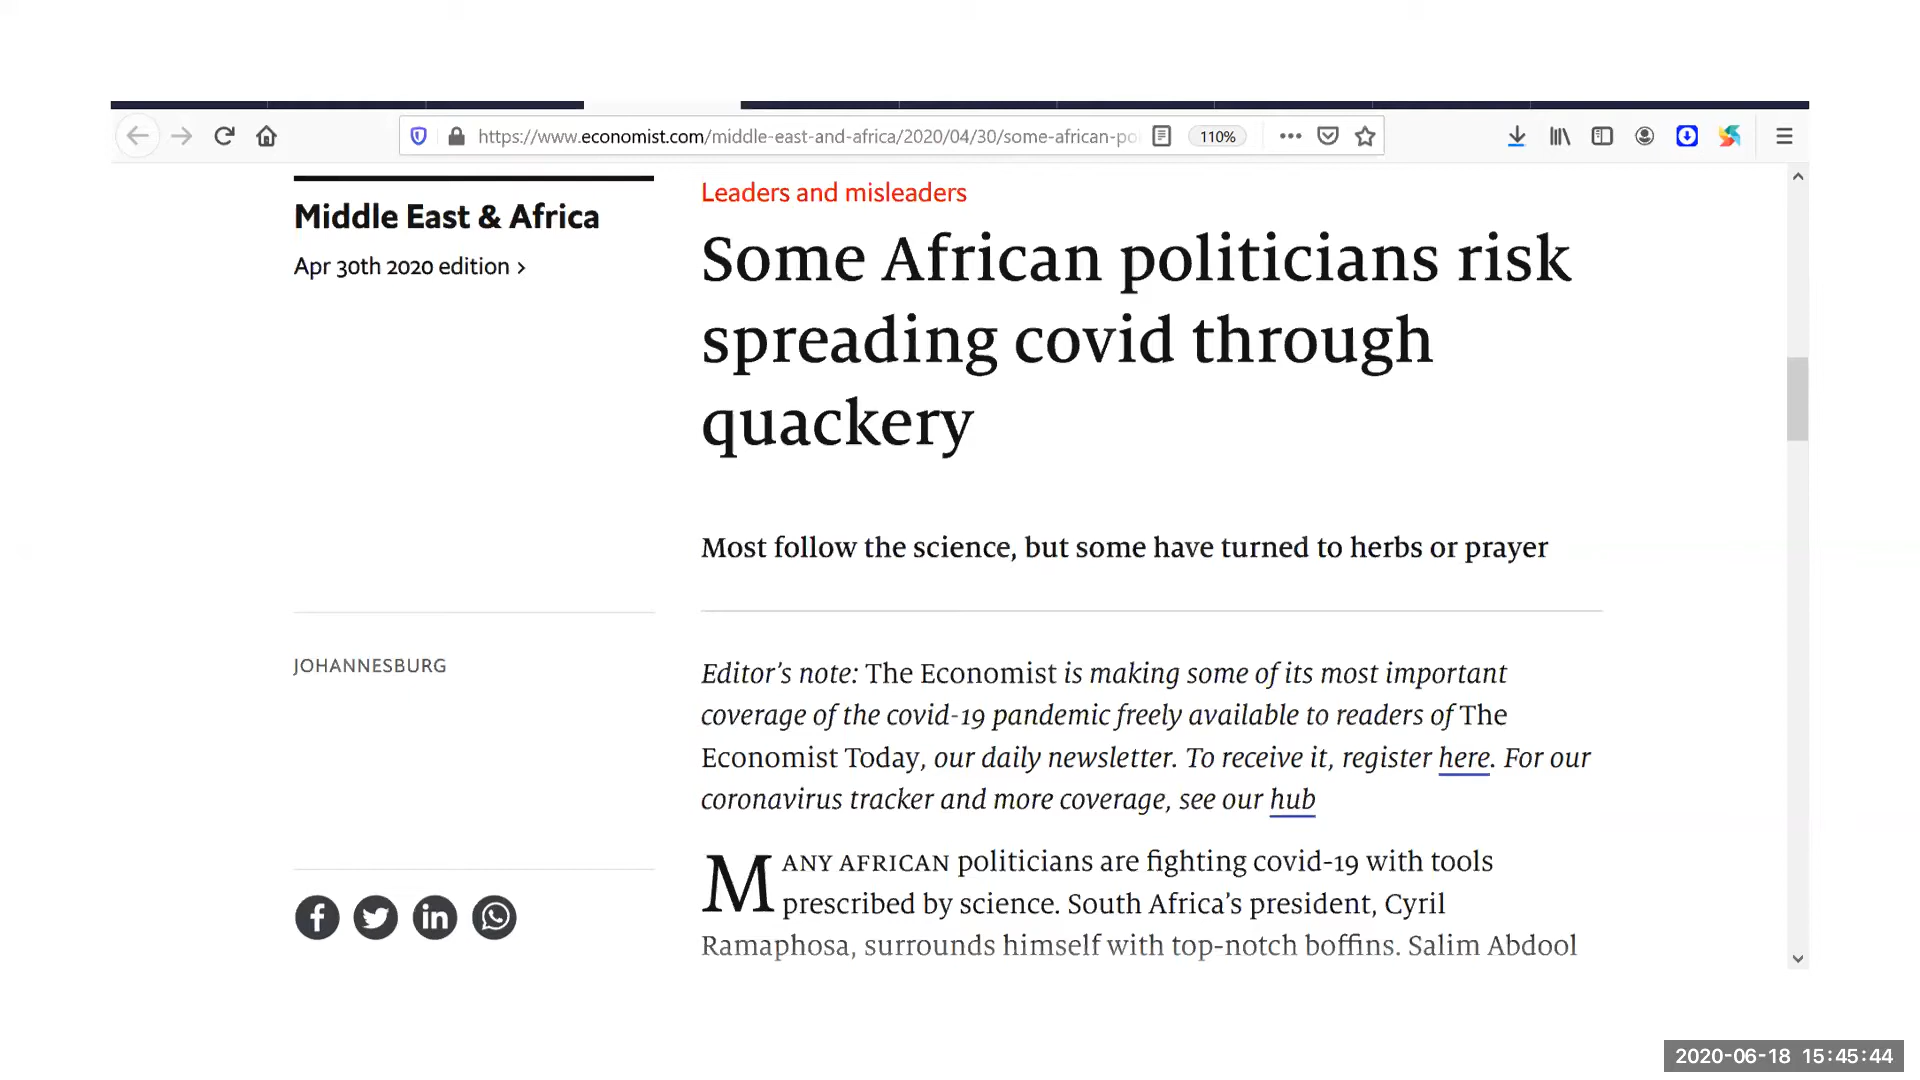 https://www.economist.com/middle-east-and-africa/2020/04/30/some-african-po
110%
Middle East & Africa
Apr 30th 2020 edition ›
Leaders and misleaders
Some African politicians risk
spreading covid through
quackery
Most follow the science, but some have turned to herbs or prayer
JOHANNESBURG
Editor’s note: The Economist is making some of its most important
coverage of the covid-19 pandemic freely available to readers of The
Economist Today, our daily newsletter. To receive it, register here. For our
coronavirus tracker and more coverage, see our hub
MANY AFRICAN politicians are fighting covid-19 with tools
prescribed by science. South Africa’s president, Cyril
Ramaphosa, surrounds himself with top-notch boffins. Salim Abdool
2020-06-18 15:45:44